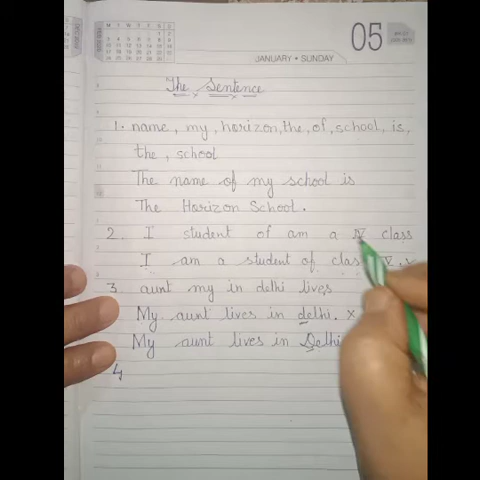 05
JANUARY • SUNDAY
The Sentence
1. name, my, horizon, the, of, school, is,
the, school
The name of my school is
The Horizon School.
2. I student of am a IV class
I am a student of clas V
3. aunt my in delhi lives
My aunt lives in delhi. x
My aunt lives in Delhi
4